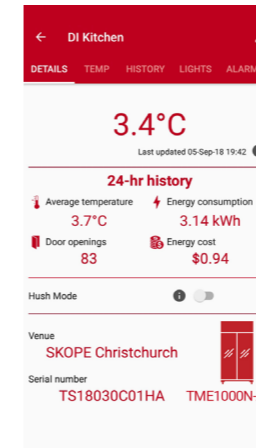 DI Kitchen
DETAILS TEMP HISTORY LIGHTS ALARM
3.4°C
Last updated 05-Sep-18 19:42
24-hr history
Average temperature Energy consumption
3.7°C 3.14 kWh
Door openings Energy cost
83 $0.94
Hush Mode
Venue
SKOPE Christchurch
Serial number
TS18030C01HA TME1000N-